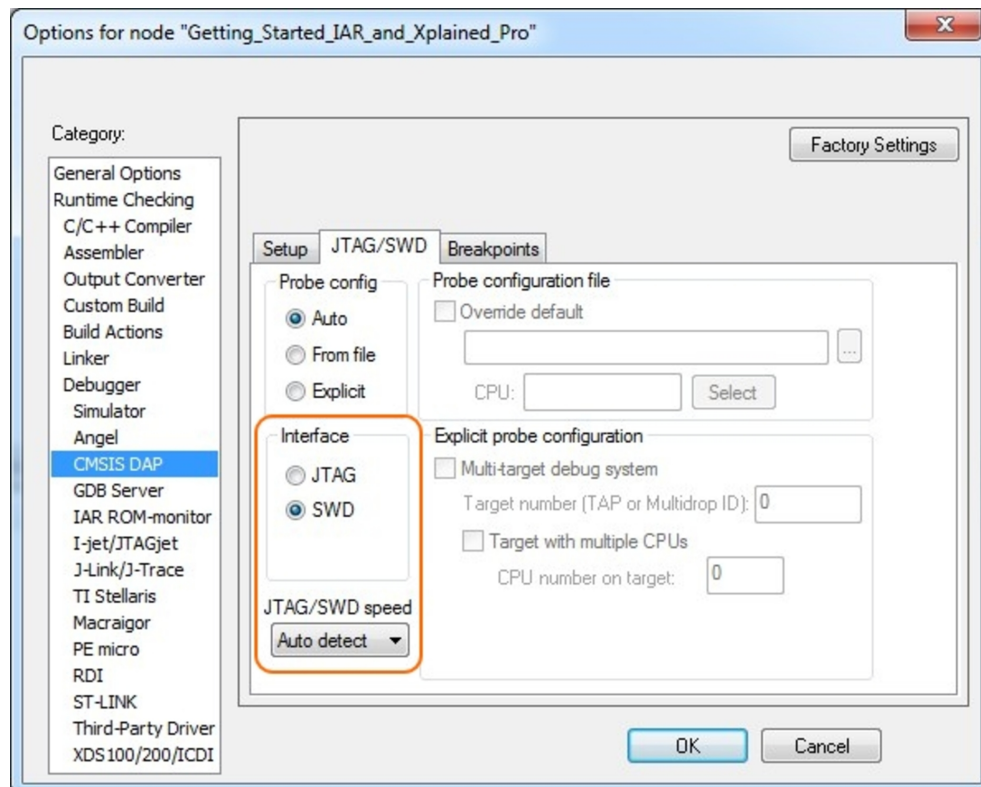 Options for node "Getting_Started_IAR_and_Xplained_Pro"
Category:
Factory Settings
General Options
Runtime Checking
C/C++ Compiler
Assembler
Output Converter
Custom Build
Build Actions
Linker
Debugger
Simulator
Angel
CMSIS DAP
GDB Server
IAR ROM-monitor
I-jet/JTAGjet
J-Link/J-Trace
TI Stellaris
Macraigor
PE micro
RDI
ST-LINK
Third-Party Driver
XDS100/200/ICDI
Setup JTAG/SWD Breakpoints
Probe config
Auto
From file
Explicit
Probe configuration file
Override default
...
CPU: Select
Interface
JTAG
SWD
JTAG/SWD speed
Auto detect
Explicit probe configuration
Multi-target debug system
Target number (TAP or Multidrop ID): 0
Target with multiple CPUs
CPU number on target: 0
OK Cancel